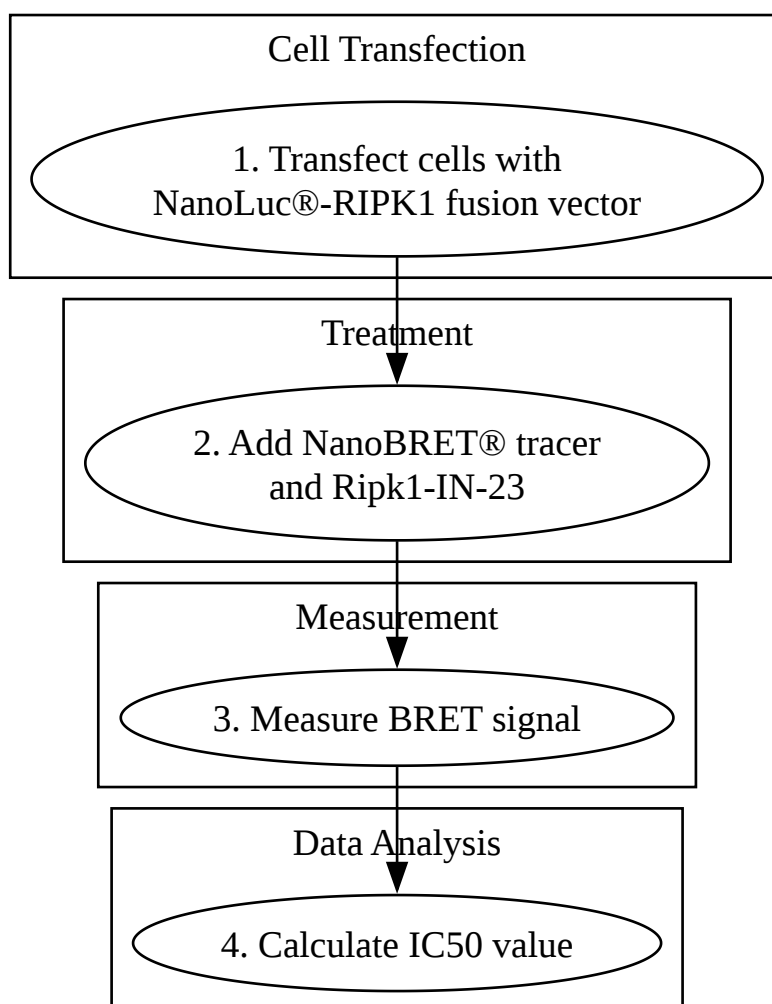 Cell Transfection
1. Transfect cells with
NanoLuc®-RIPK1 fusion vector
Treatment
2. Add NanoBRET® tracer
and Ripk1-IN-23
Measurement
3. Measure BRET signal
Data Analysis
4. Calculate IC50 value